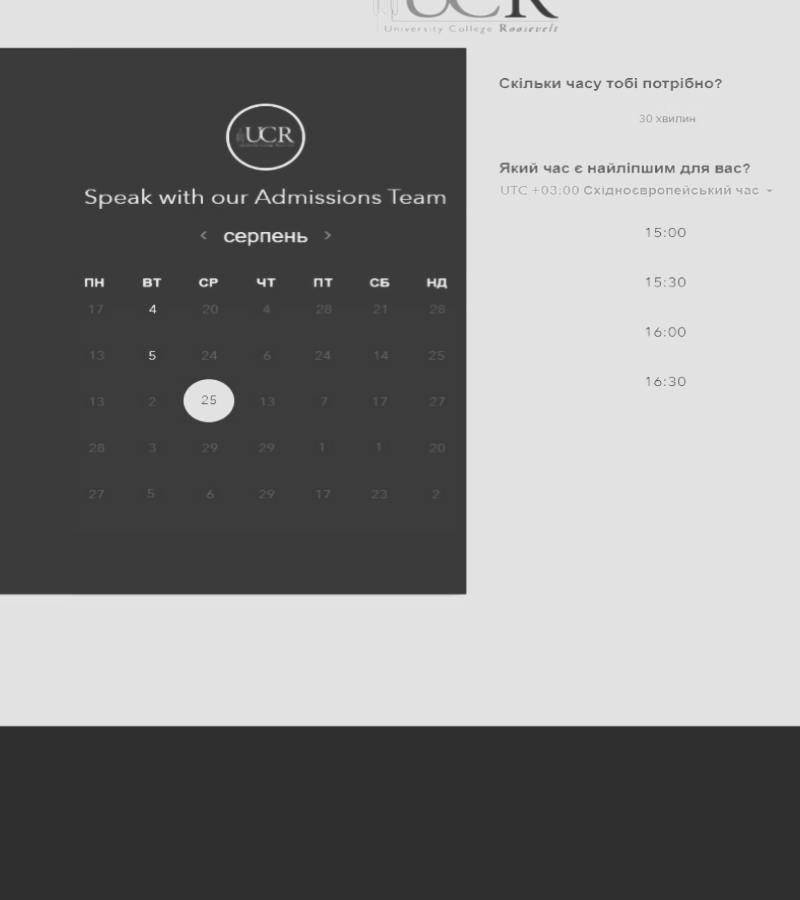 UCR
University College Roosevelt
UCR
Speak with our Admissions Team
< серпень >
ПН ВТ СР ЧТ ПТ СБ НД
17 4 20 4 28 21 28
13 5 24 6 24 14 25
13 2 25 13 7 17 27
28 3 29 29 1 1 20
27 5 6 29 17 23 2
Скільки часу тобі потрібно?
30 хвилин
Який час є найліпшим для вас?
UTC +03:00 Східноєвропейський час
15:00
15:30
16:00
16:30